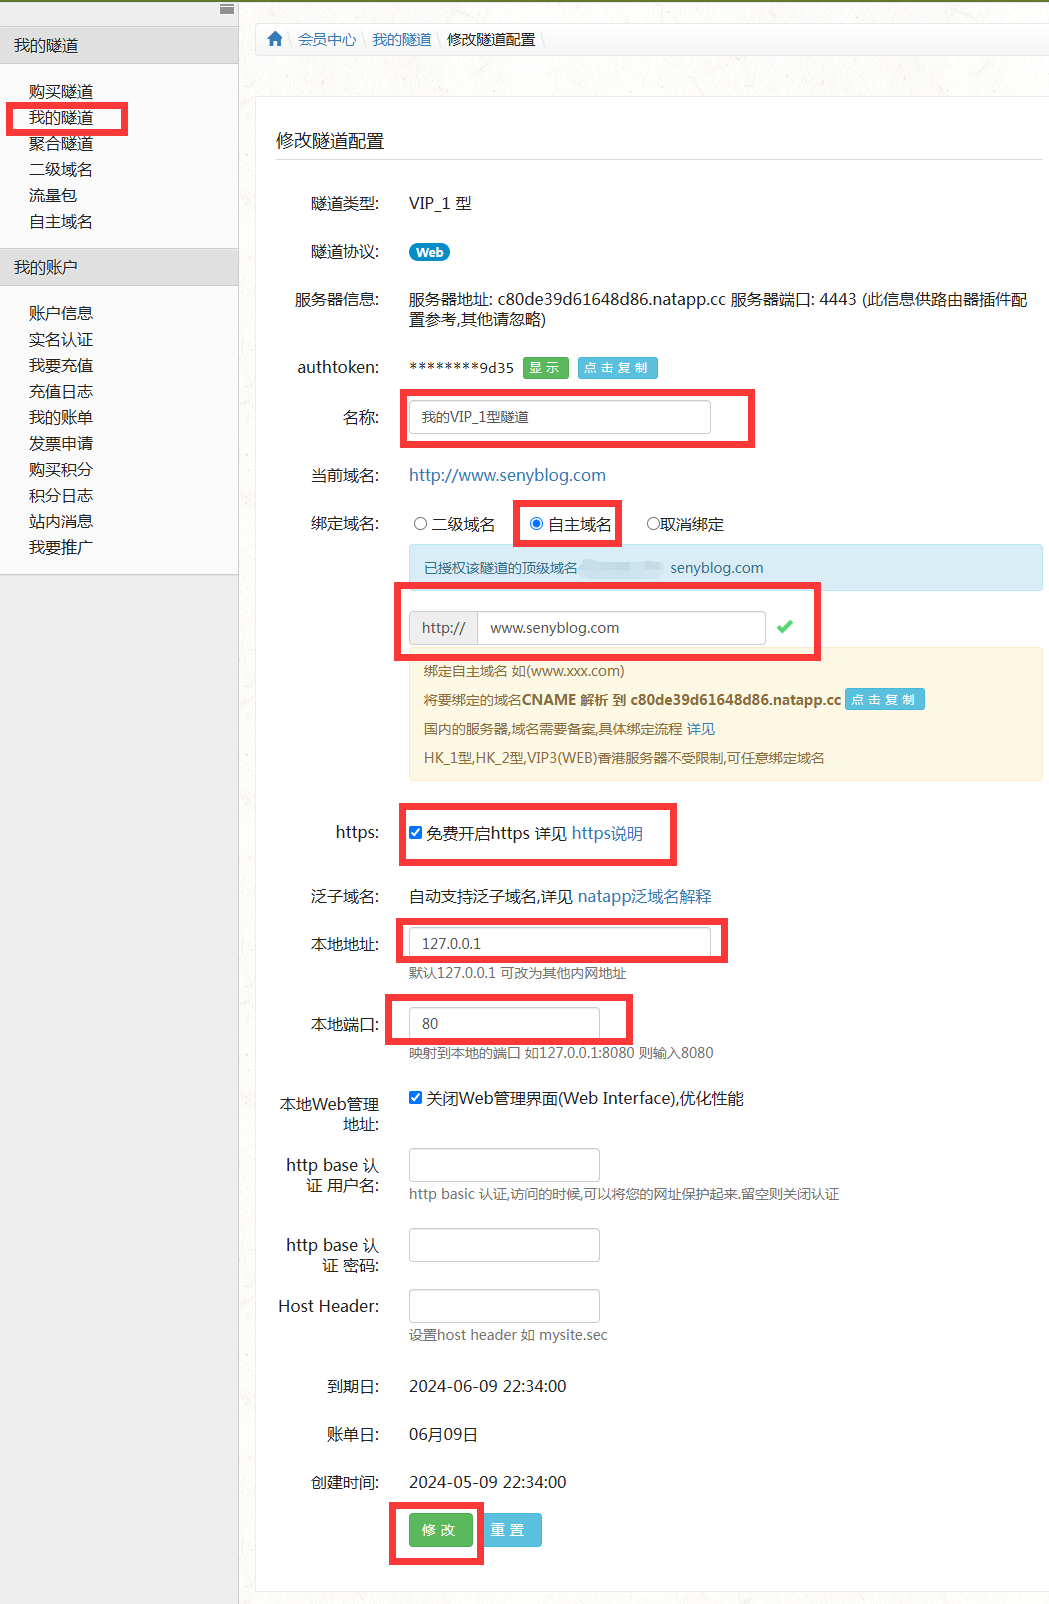 我的隧道
购买隧道
我的隧道
聚合隧道
二级域名
流量包
自主域名
我的账户
账户信息
实名认证
我要充值
充值日志
我的账单
发票申请
购买积分
积分日志
站内消息
我要推广
会员中心 \ 我的隧道 \ 修改隧道配置 \
修改隧道配置
隧道类型: VIP_1 型
隧道协议: Web
服务器信息: 服务器地址: c80de39d61648d86.natapp.cc 服务器端口: 4443 (此信息供路由器插件配
置参考,其他请忽略)
authtoken: ********9d35 显示 点击复制
名称: 我的VIP_1型隧道
当前域名: http://www.senyblog.com
绑定域名: 二级域名 自主域名 取消绑定
已授权该隧道的顶级域名 senyblog.com
http:// www.senyblog.com
绑定自主域名 如(www.xxx.com)
将要绑定的域名CNAME 解析 到 c80de39d61648d86.natapp.cc 点击复制
国内的服务器,域名需要备案,具体绑定流程 详见
HK_1型,HK_2型,VIP3(WEB)香港服务器不受限制,可任意绑定域名
https: 免费开启https 详见 https说明
泛子域名: 自动支持泛子域名,详见 natapp泛域名解释
本地地址: 127.0.0.1
默认127.0.0.1 可改为其他内网地址
本地端口: 80
映射到本地的端口 如127.0.0.1:8080 则输入8080
本地Web管理 关闭Web管理界面(Web Interface),优化性能
地址:
http base 认
证 用户名:
http basic 认证,访问的时候,可以将您的网址保护起来.留空则关闭认证
http base 认
证 密码:
Host Header:
设置host header 如 mysite.sec
到期日: 2024-06-09 22:34:00
账单日: 06月09日
创建时间: 2024-05-09 22:34:00
修改 重置